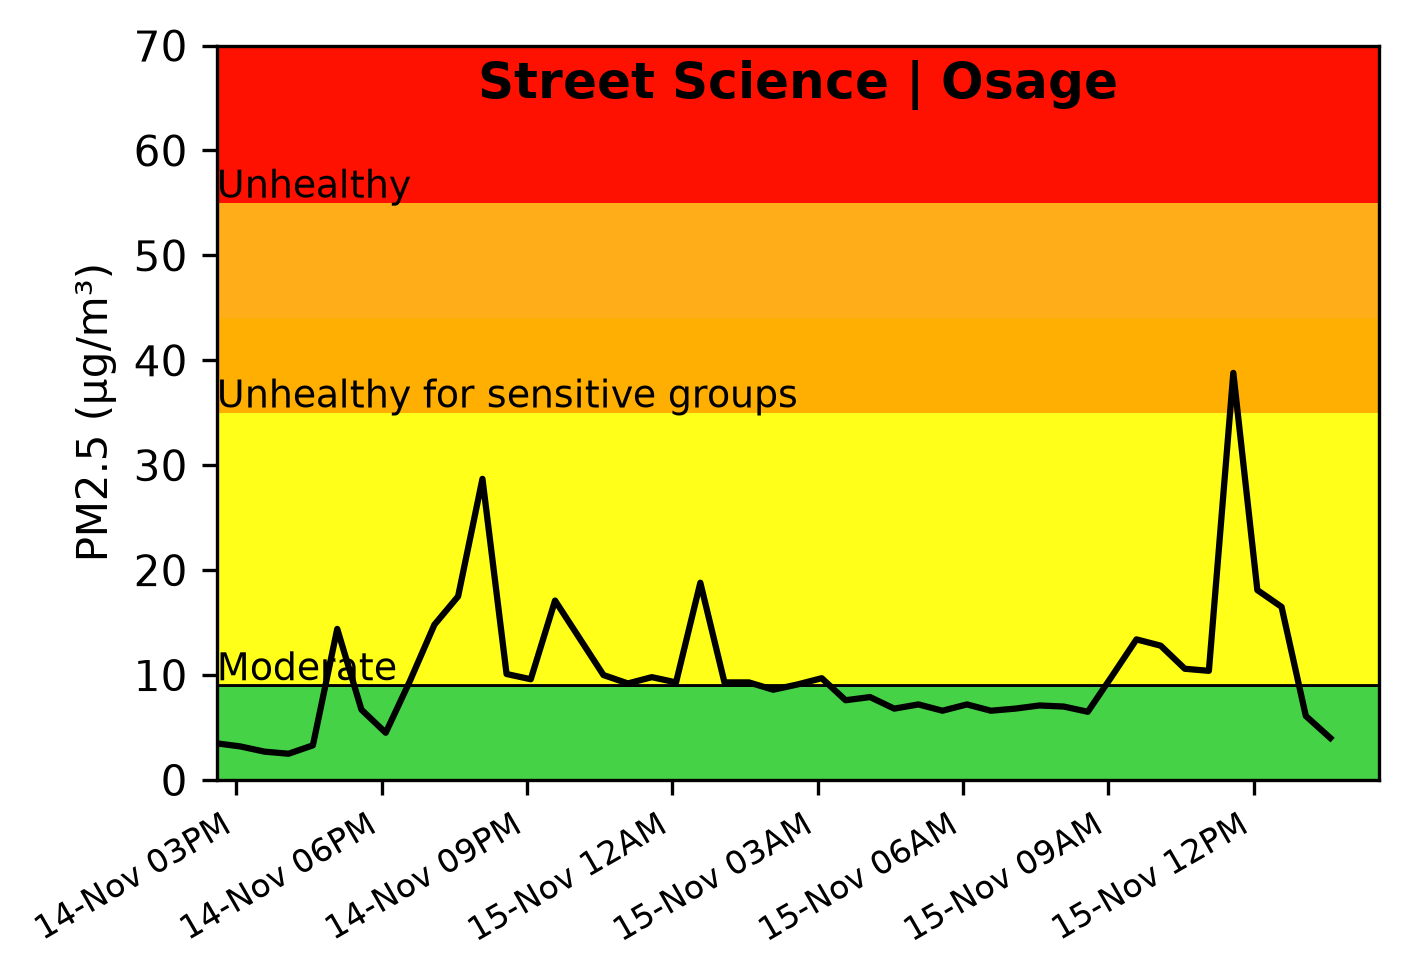 Street Science | Osage
PM2.5 (µg/m³)
70
60
50
40
30
20
10
0
Unhealthy
Unhealthy for sensitive groups
Moderate
14-Nov 03PM
14-Nov 06PM
14-Nov 09PM
15-Nov 12AM
15-Nov 03AM
15-Nov 06AM
15-Nov 09AM
15-Nov 12PM